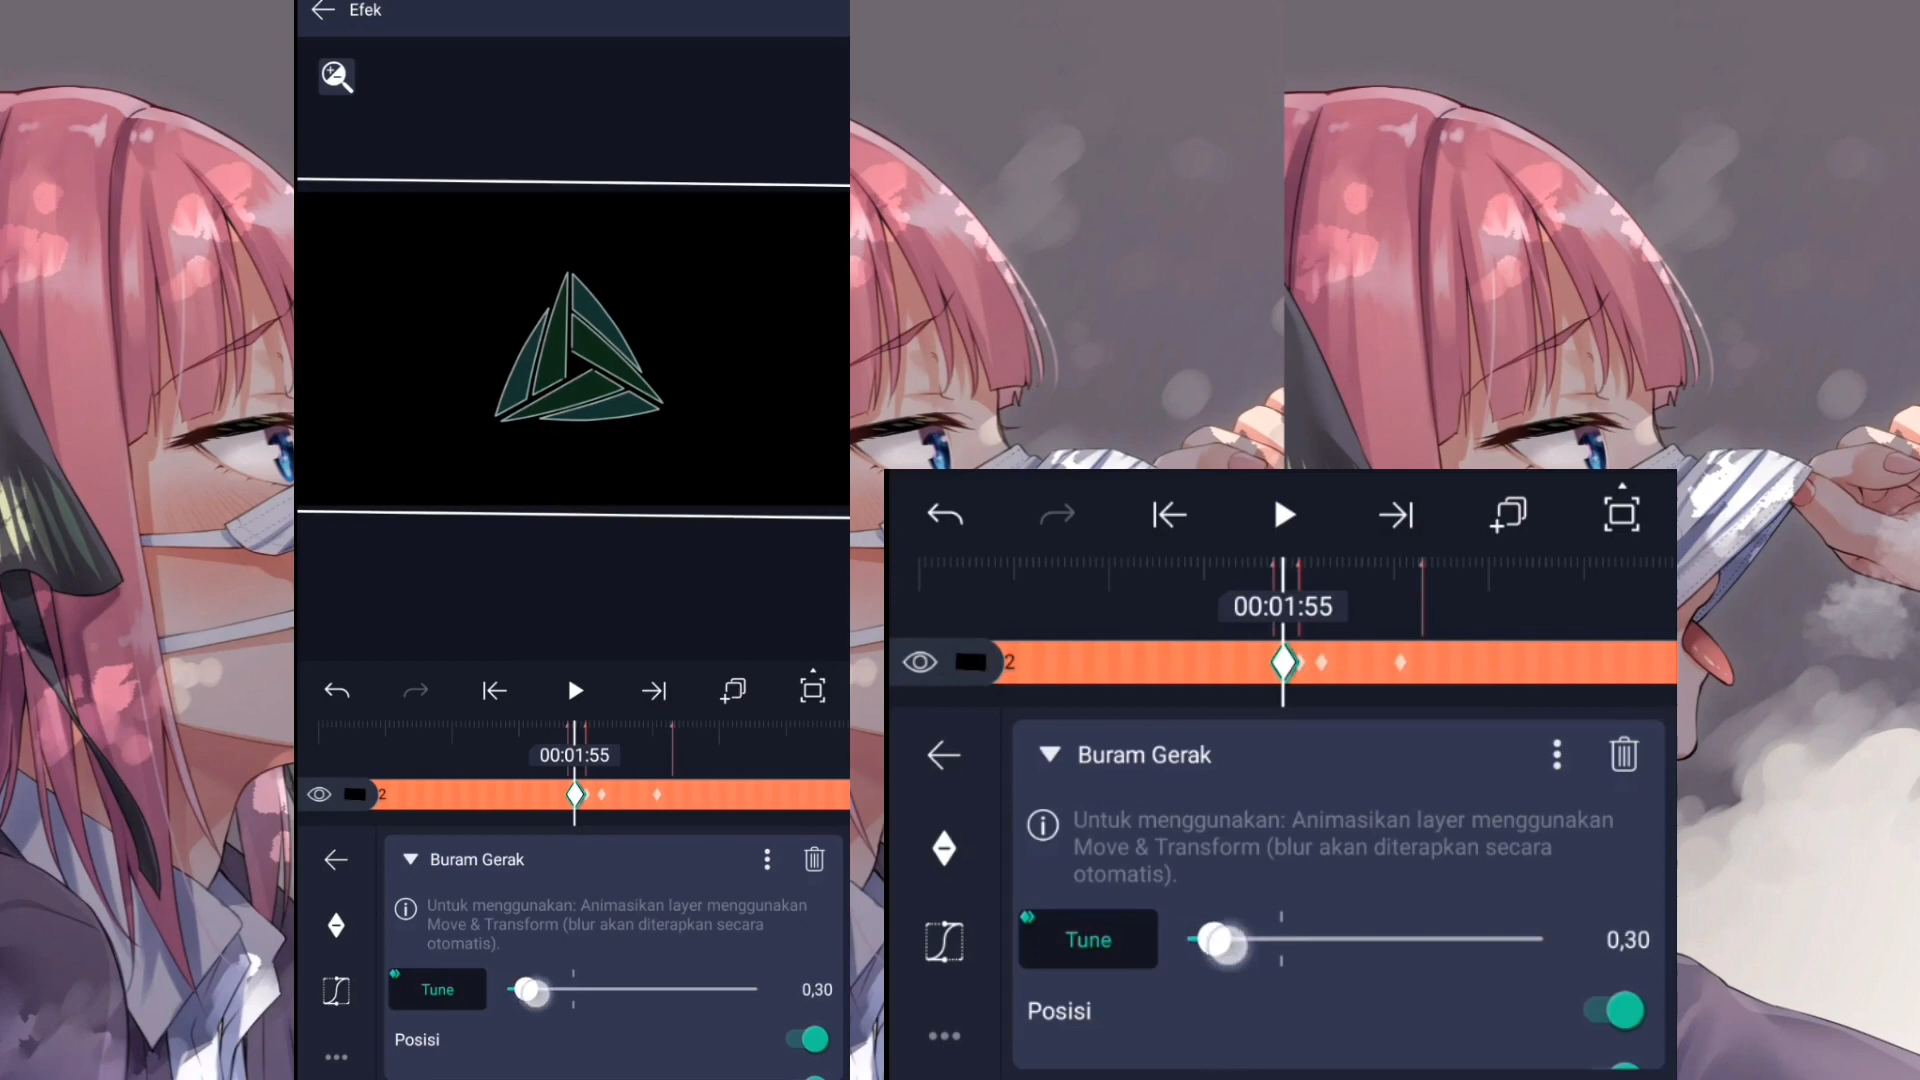 Efek
00:01:55
2
Buram Gerak
Untuk menggunakan: Animasikan layer menggunakan
Move & Transform (blur akan diterapkan secara
otomatis).
Tune
0,30
Posisi
00:01:55
2
Buram Gerak
Untuk menggunakan: Animasikan layer menggunakan
Move & Transform (blur akan diterapkan secara
otomatis).
Tune
0,30
Posisi